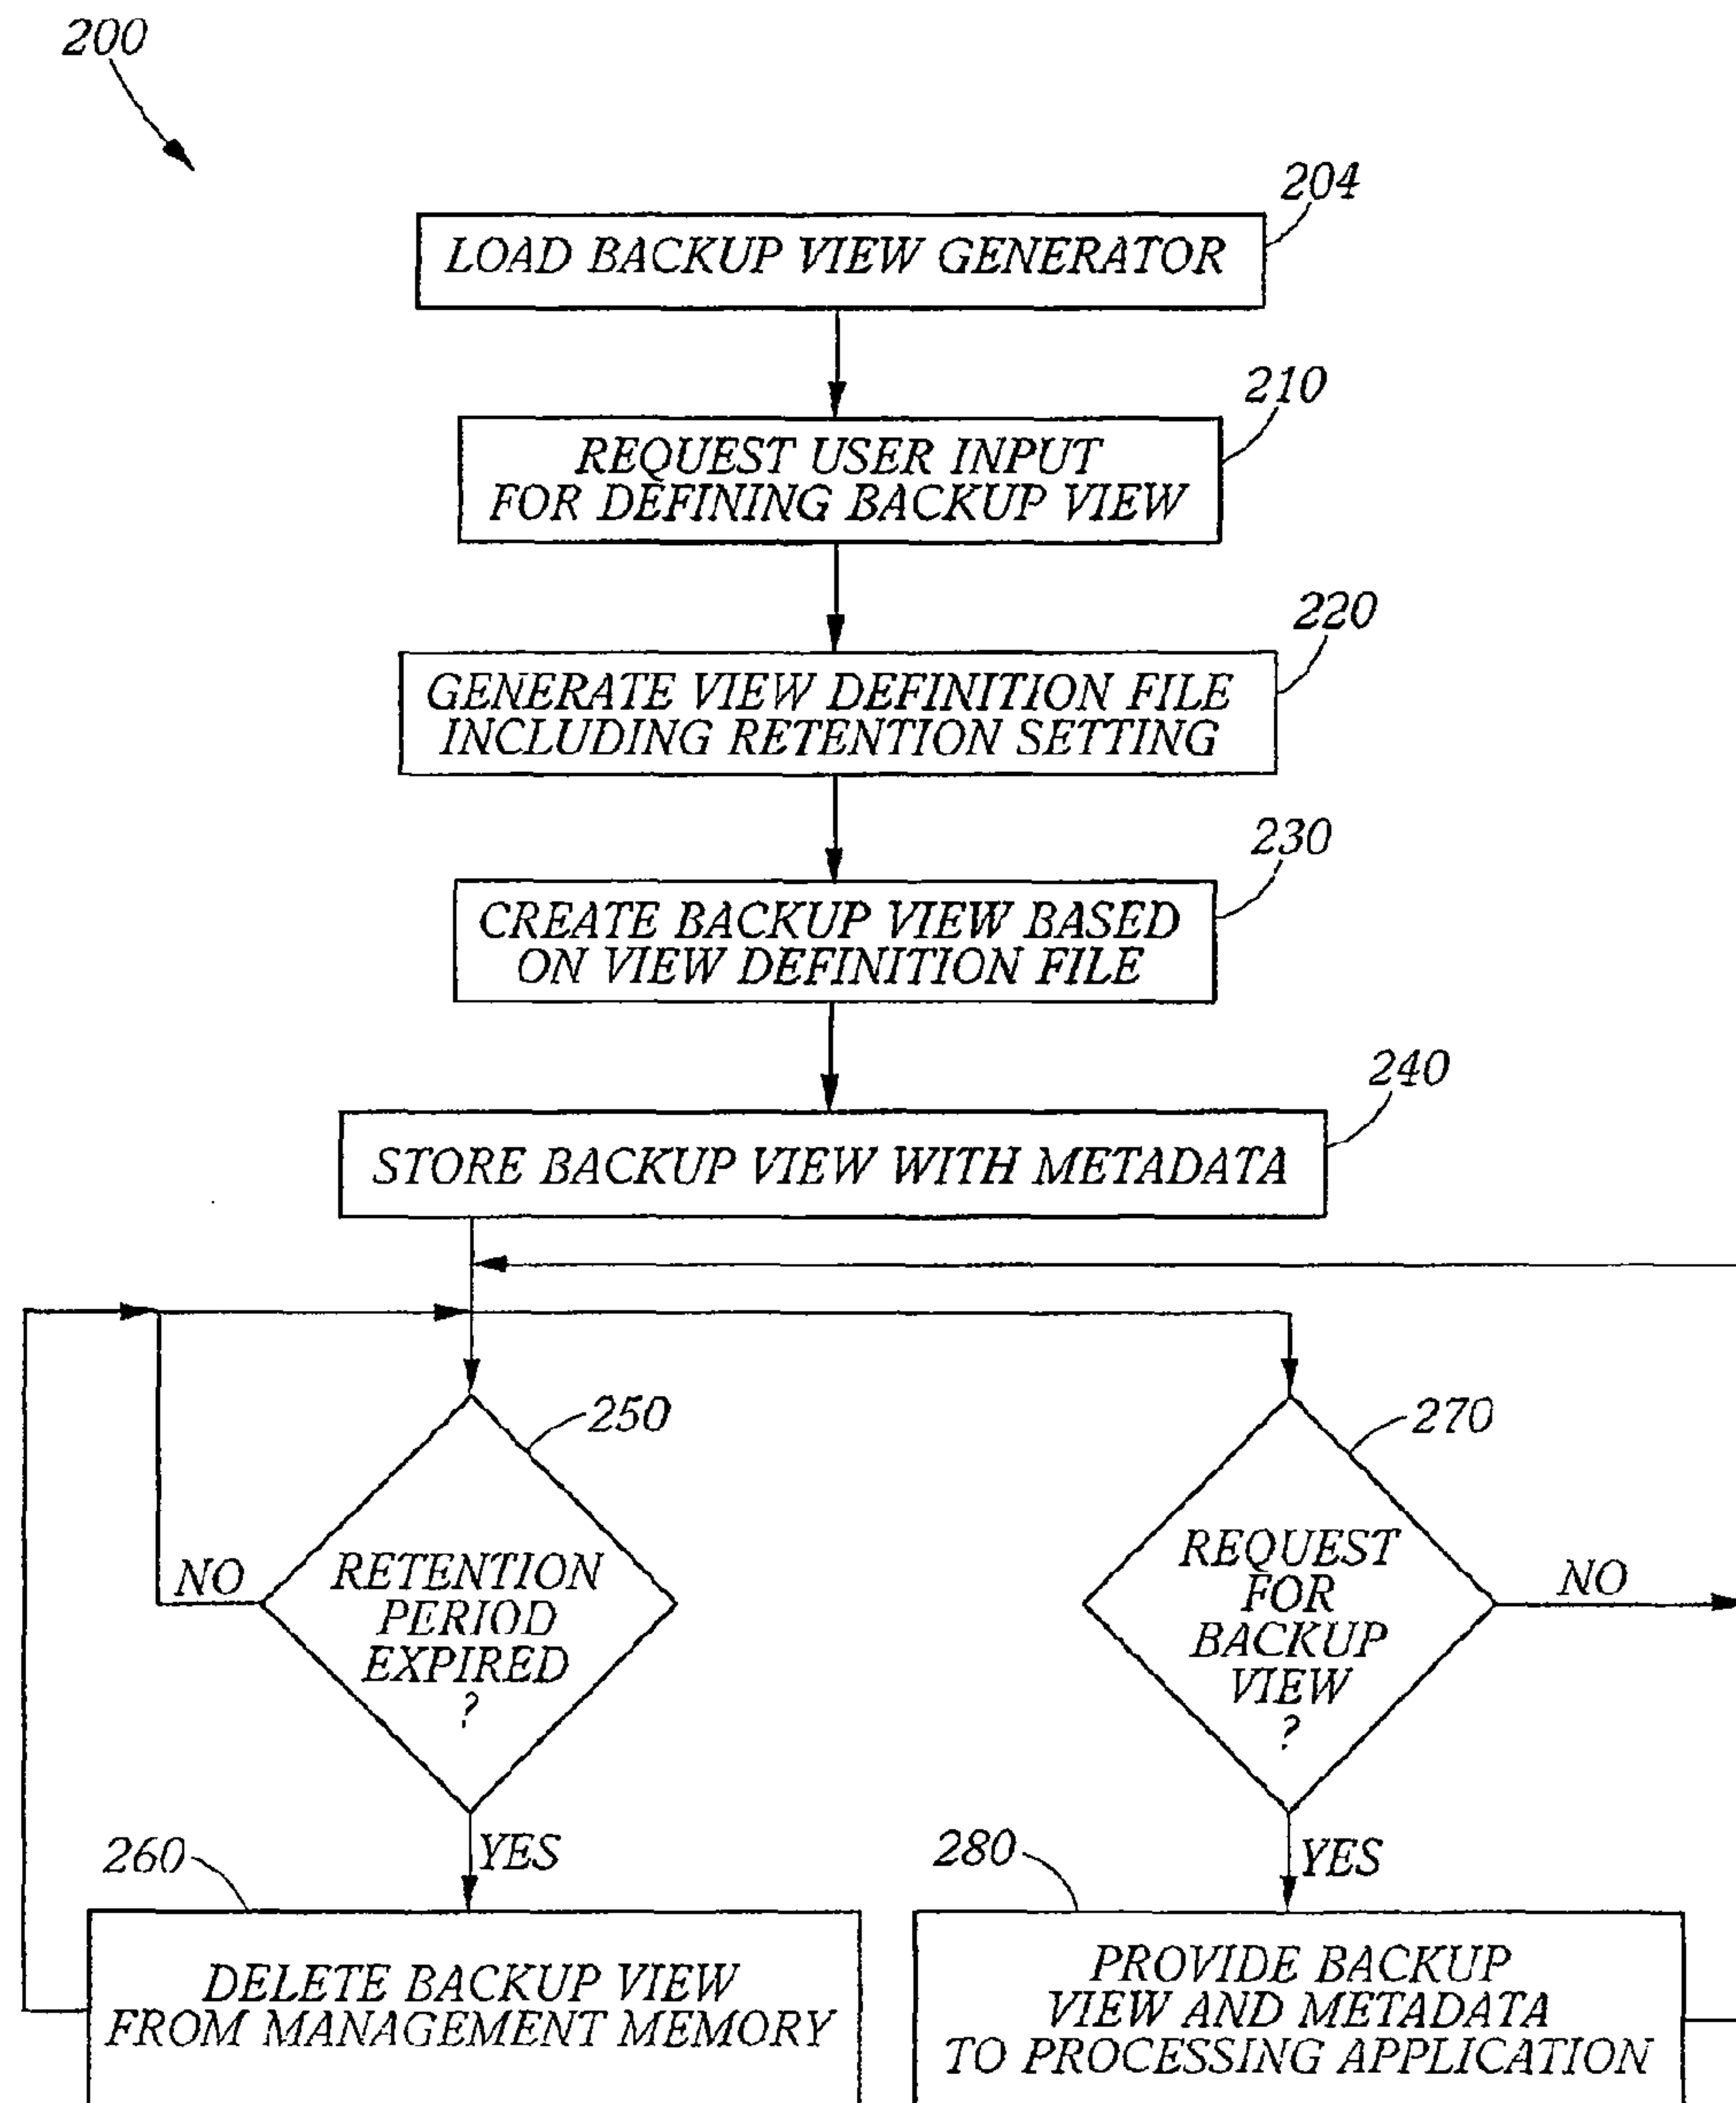 200
204
LOAD BACKUP VIEW GENERATOR
210
REQUEST USER INPUT
FOR DEFINING BACKUP VIEW
220
GENERATE VIEW DEFINITION FILE
INCLUDING RETENTION SETTING
230
CREATE BACKUP VIEW BASED
ON VIEW DEFINITION FILE
240
STORE BACKUP VIEW WITH METADATA
250
NO
RETENTION
PERIOD
EXPIRED
?
YES
270
REQUEST
FOR
BACKUP
VIEW
?
NO
YES
260
DELETE BACKUP VIEW
FROM MANAGEMENT MEMORY
280
PROVIDE BACKUP
VIEW AND METADATA
TO PROCESSING APPLICATION